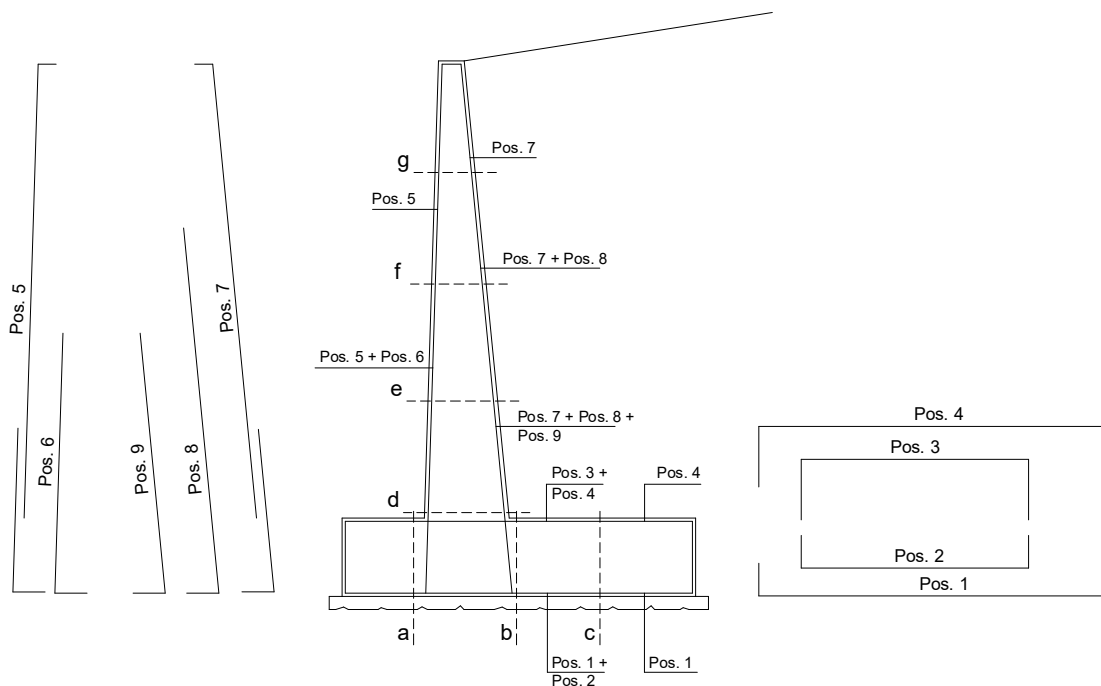 Pos. 7
g
Pos. 5
Pos. 7 + Pos. 8
f
Pos. 5
Pos. 7
Pos. 5 + Pos. 6
e
Pos. 7 + Pos. 8 +
Pos. 9
Pos. 4
Pos. 6
Pos. 9
Pos. 8
Pos. 3 +
Pos. 4
Pos. 4
Pos. 3
d
Pos. 2
Pos. 1
a
b
c
Pos. 1 +
Pos. 2
Pos. 1